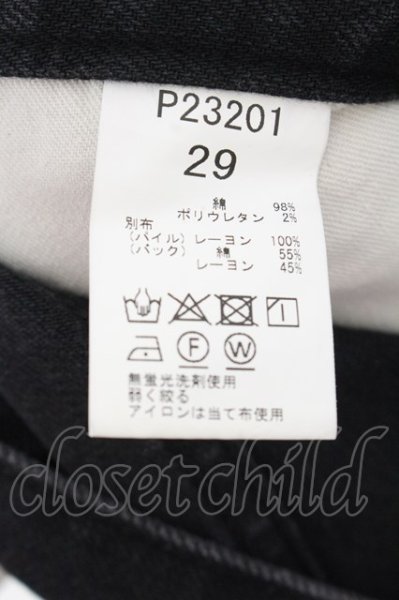 P23201
29
綿 98%
ポリウレタン 2%
別布
(パイル) レーヨン 100%
(バック) 綿 55%
レーヨン 45%
F W
無蛍光洗剤使用
弱く絞る
アイロンは当て布使用
closet child